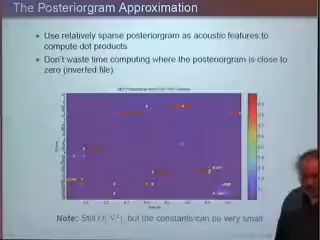 The Posteriorgram Approximation
Use relatively sparse posteriorgram as acoustic features to
compute dot products
Don't waste time computing where the posteriorgram is close to
zero (inverted file)
Note: Still O(N²), but the constants can be very small